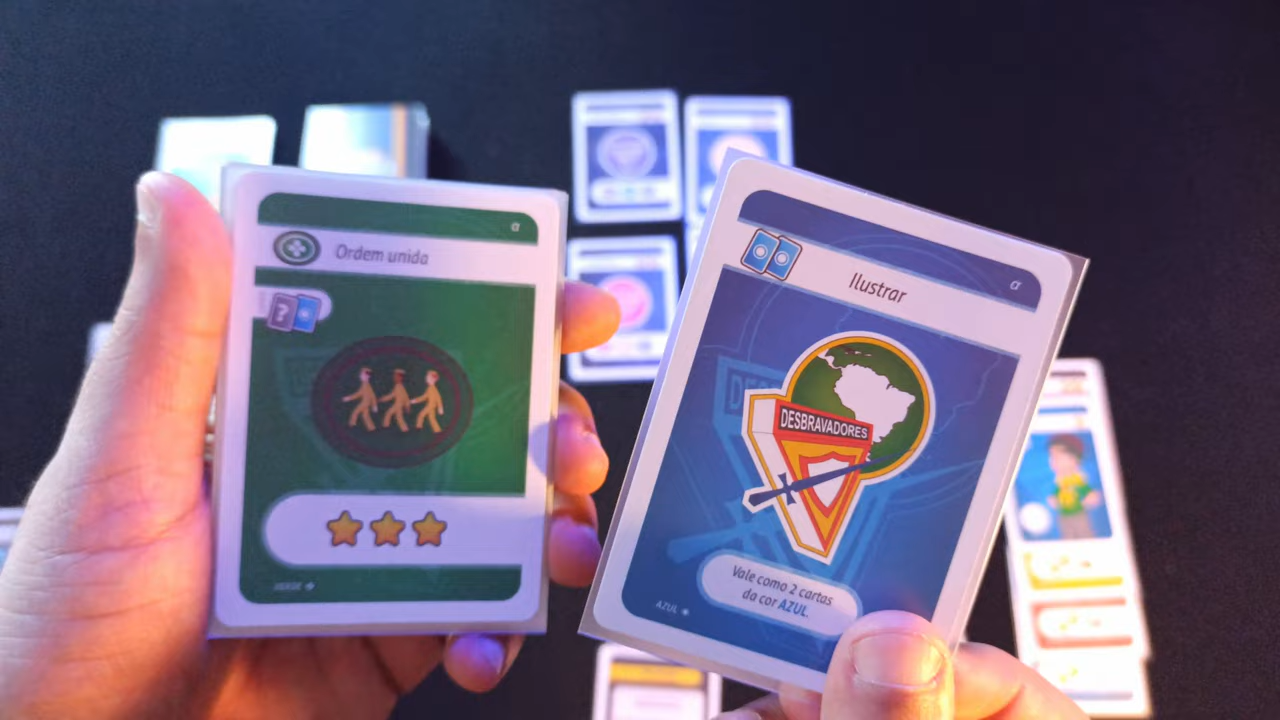 α
Ordem unida
?
α
Ilustrar
DESBRAVADORES
Vale como 2 cartas
da cor AZUL.
AZUL